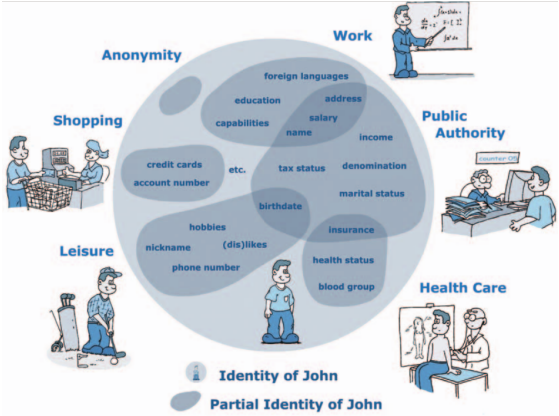 Work
Anonymity
foreign languages
education
address
capabilities
salary
name
Shopping
Public
Authority
income
credit cards
account number
etc.
tax status
denomination
marital status
birthdate
hobbies
nickname
(dis)likes
phone number
insurance
health status
blood group
Leisure
Health Care
Identity of John
Partial Identity of John